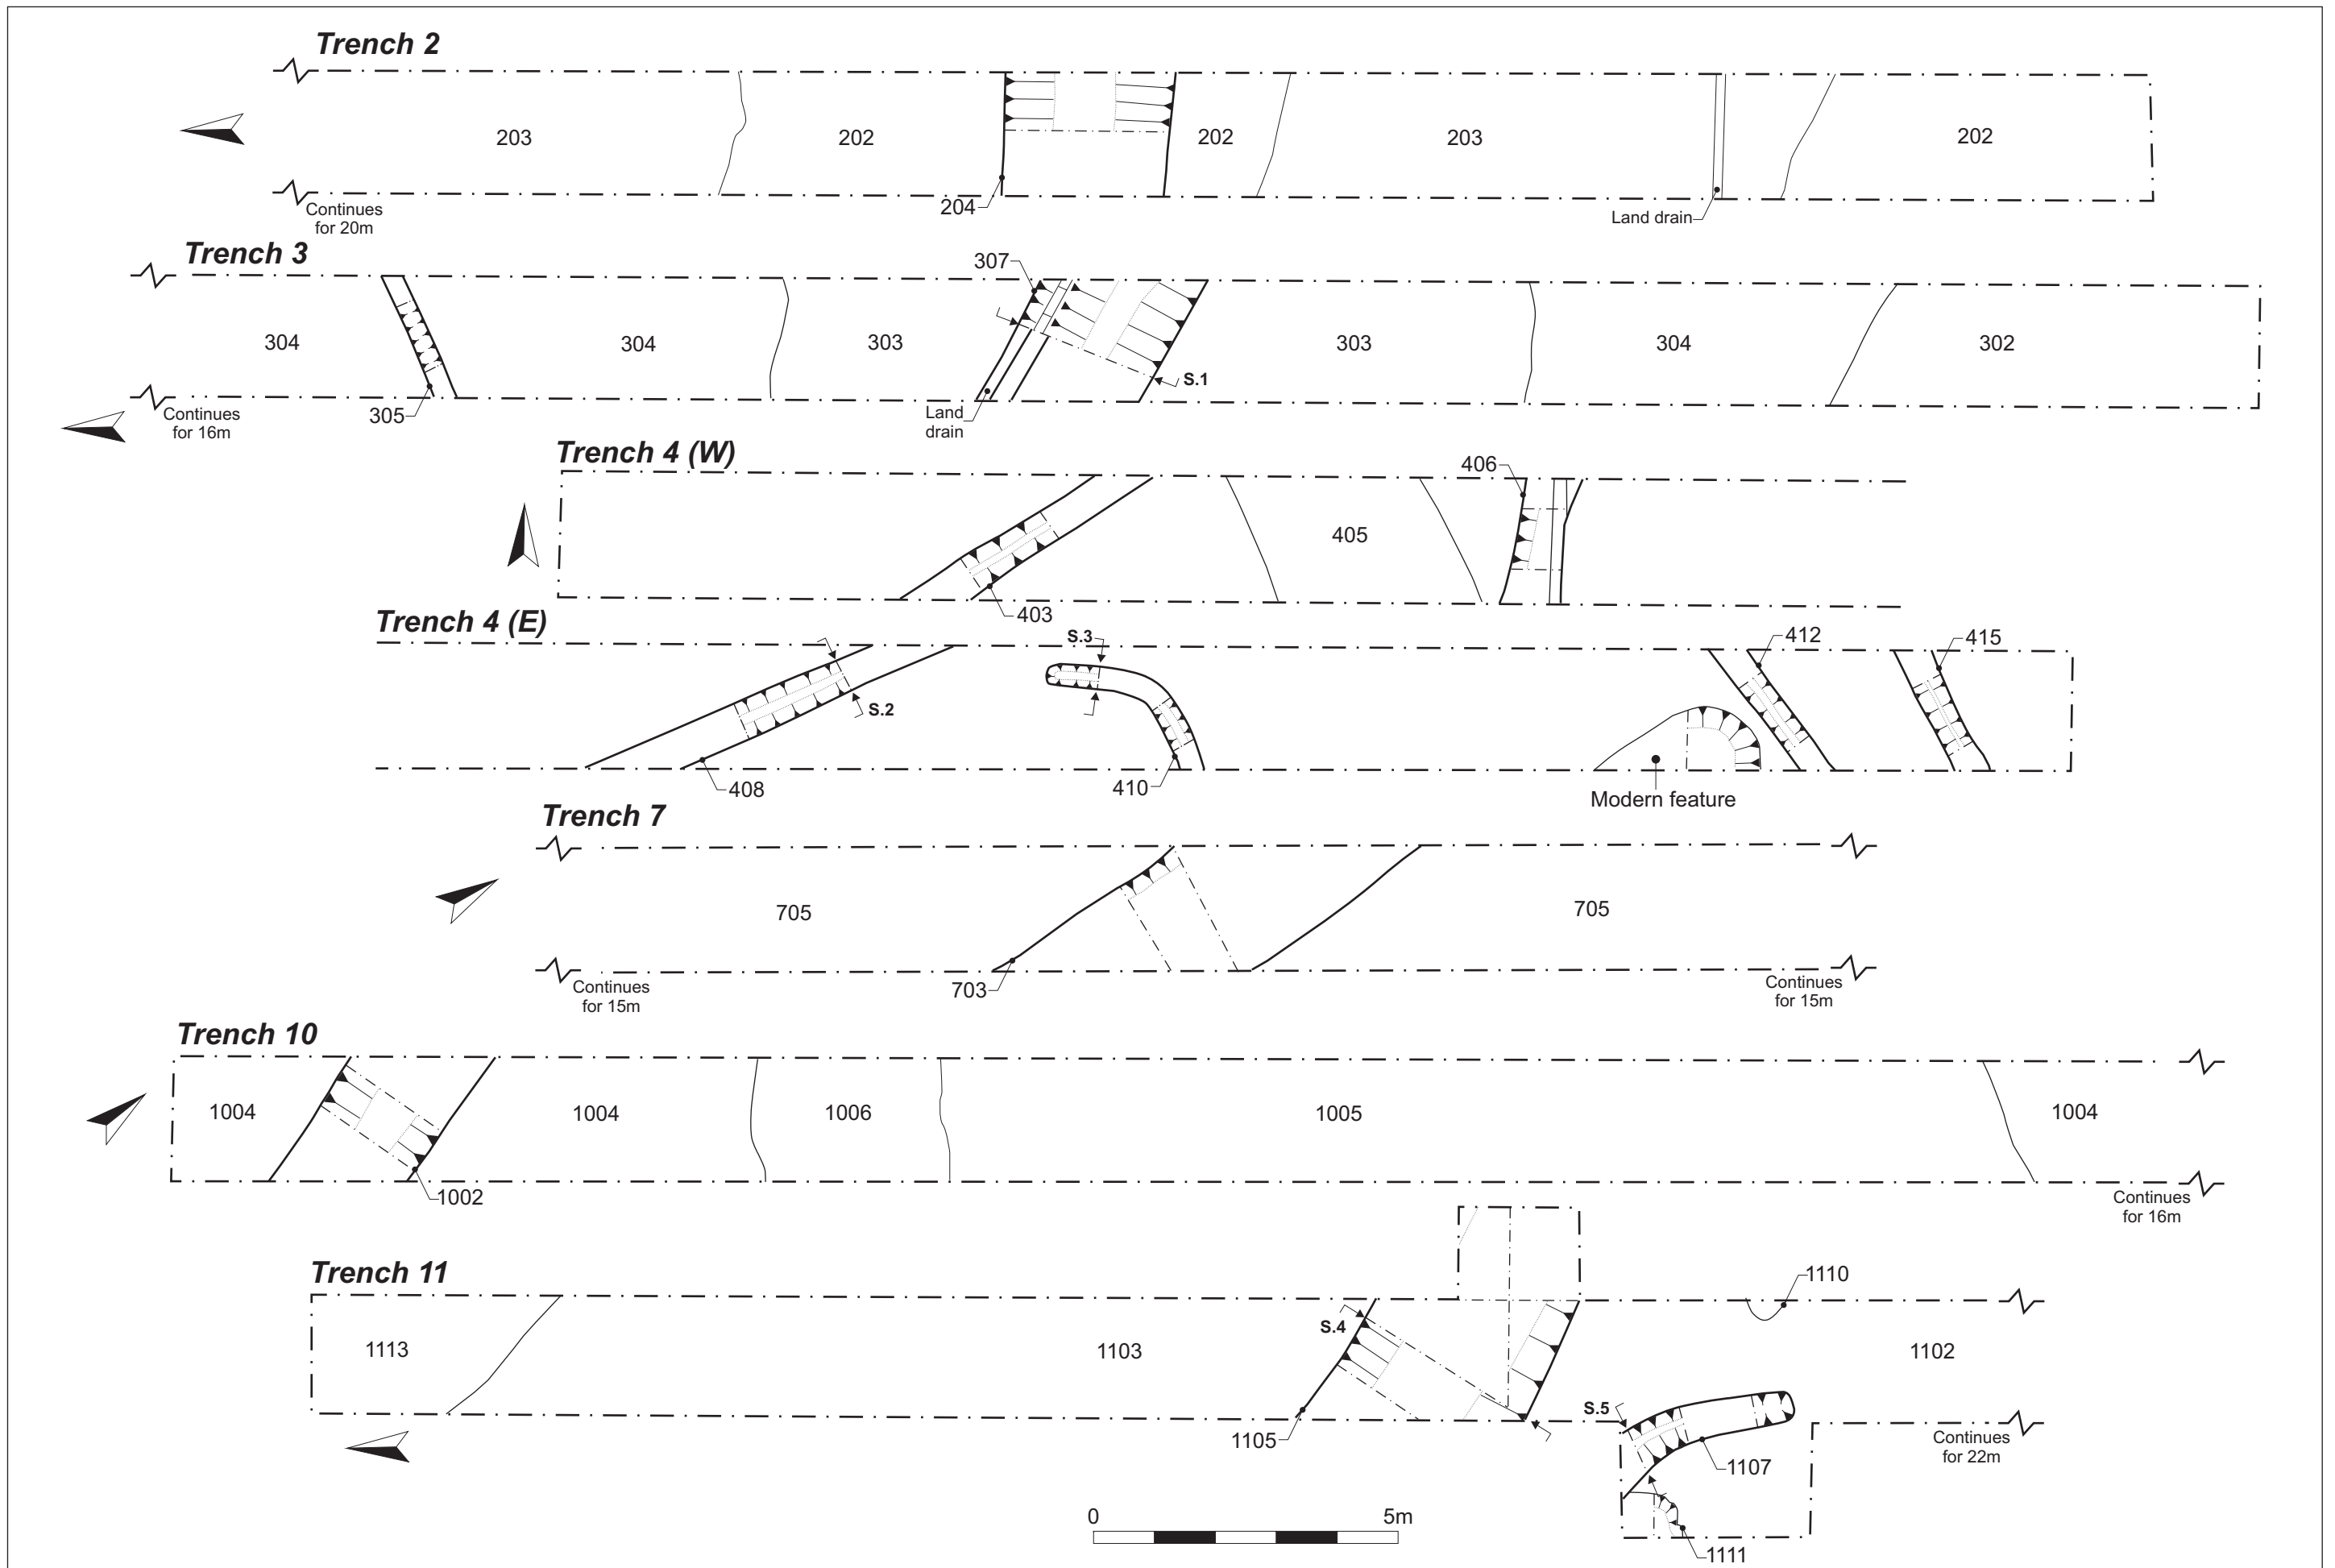 Trench 2
203
202
202
203
202
204
Land drain
Continues
for 20m
Trench 3
307
304
304
303
303
304
302
S.1
305
Land
drain
Continues
for 16m
Trench 4 (W)
406
405
403
Trench 4 (E)
S.3
412
415
S.2
408
410
Modern feature
Trench 7
705
705
703
Continues
for 15m
Continues
for 15m
Trench 10
1004
1004
1006
1005
1004
1002
Continues
for 16m
Trench 11
1110
S.4
1113
1103
1102
S.5
1105
1107
Continues
for 22m
0 5m
1111